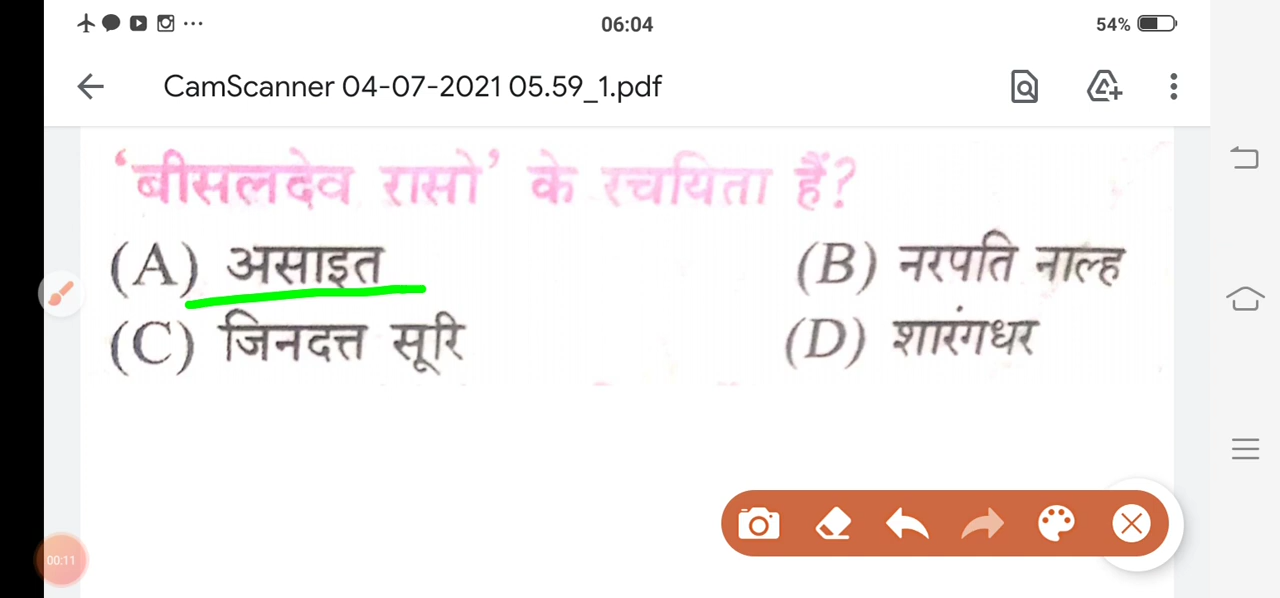 06:04
54%
CamScanner 04-07-2021 05.59_1.pdf
‘बीसलदेव रासो’ के रचयिता हैं?
(A) असाइत (B) नरपति नाल्ह
(C) जिनदत्त सूरि (D) शारंगधर
00:11